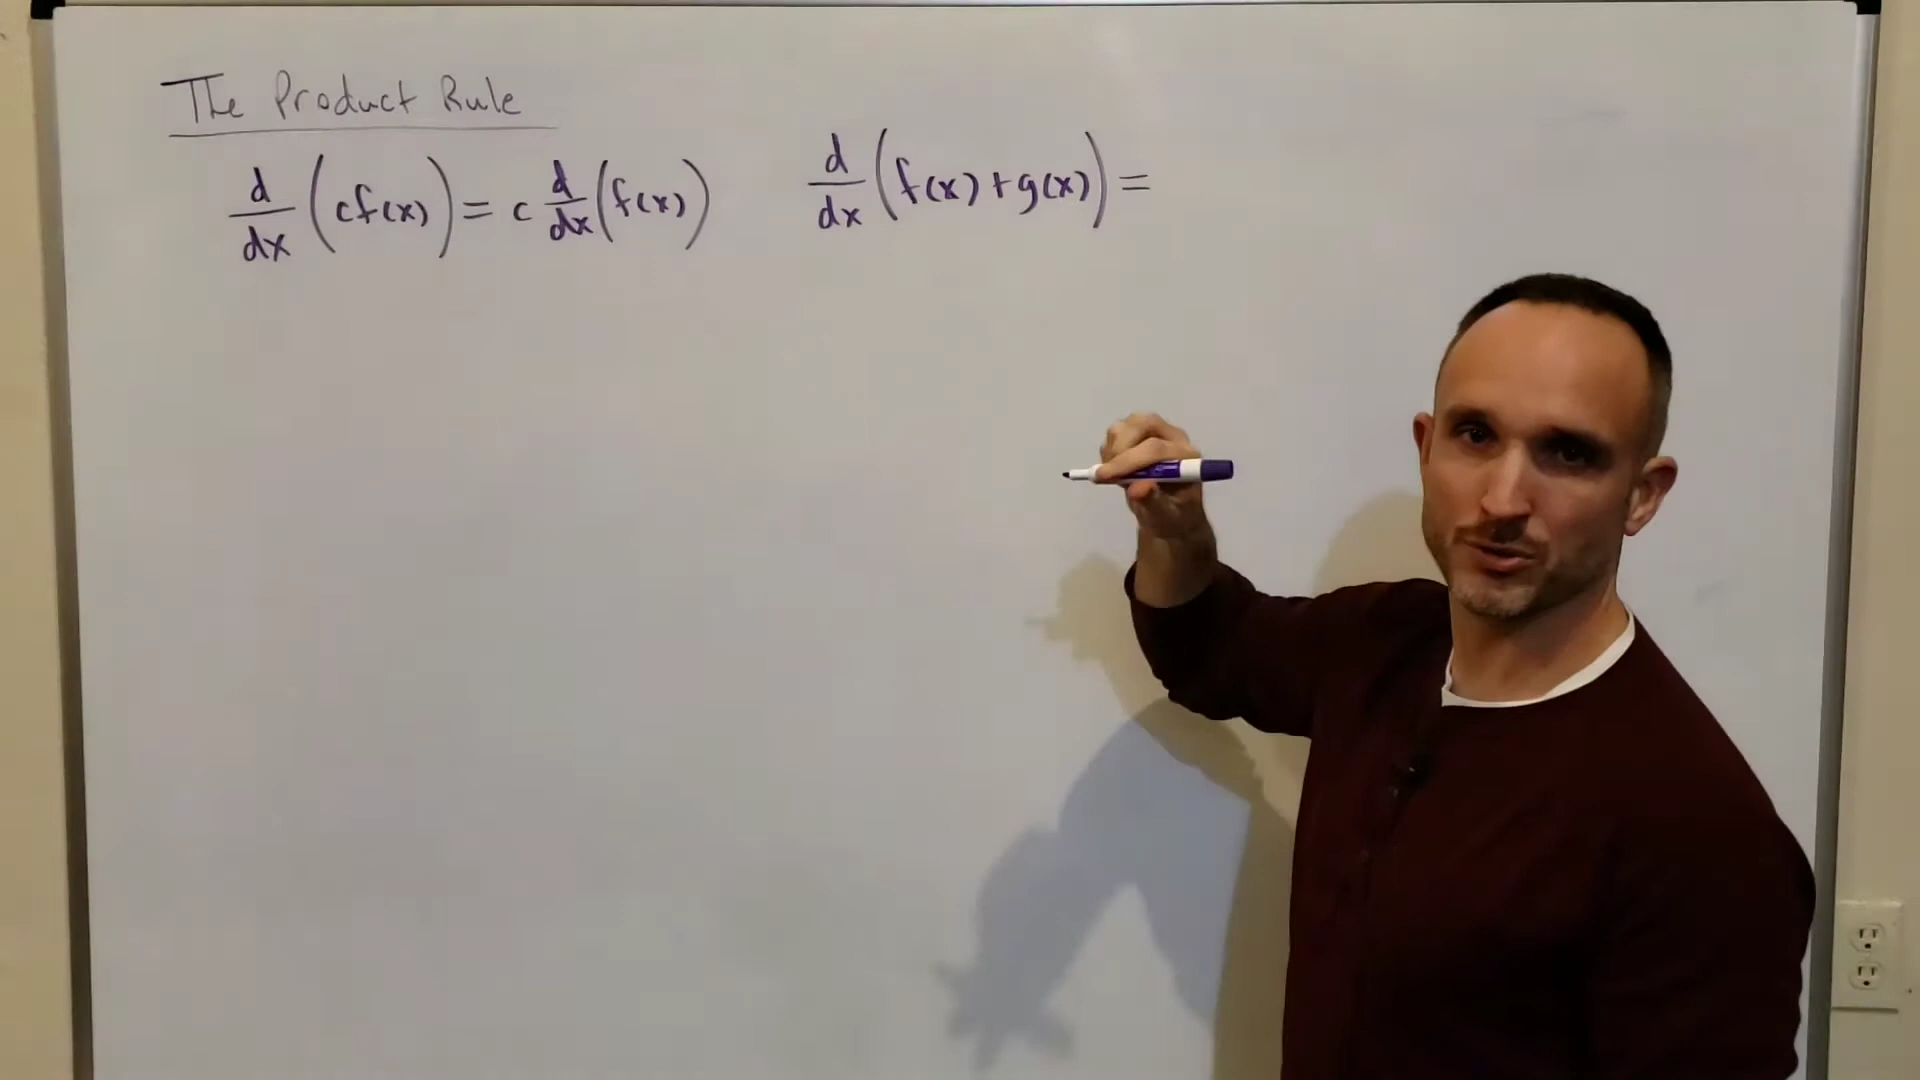 The Product Rule
d/dx (cf(x)) = c d/dx (f(x))
d/dx (f(x) + g(x)) =